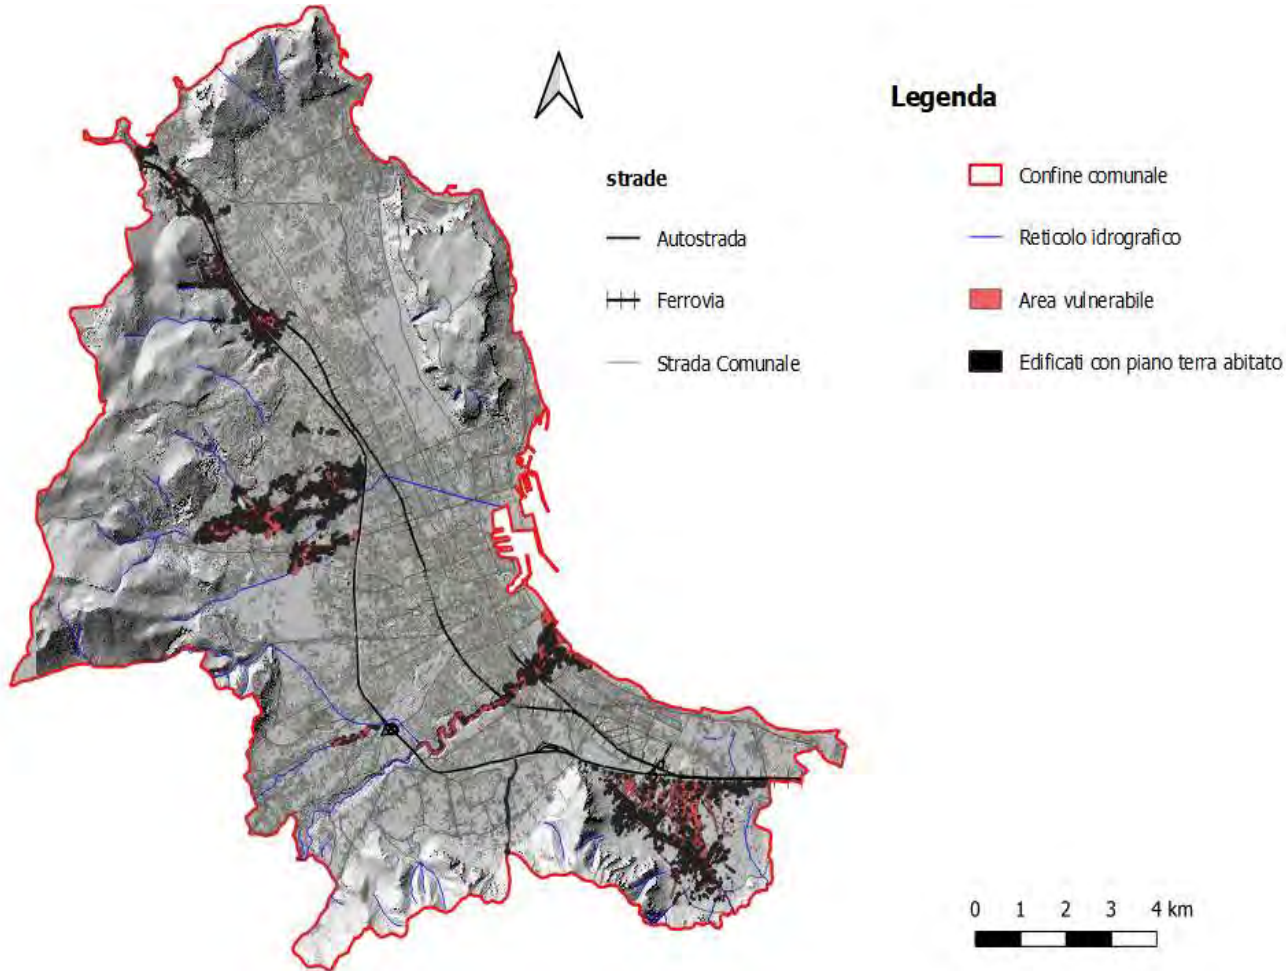 Legenda
strade
Autostrada
Ferrovia
Strada Comunale
Confine comunale
Reticolo idrografico
Area vulnerabile
Edificati con piano terra abitato
0 1 2 3 4 km